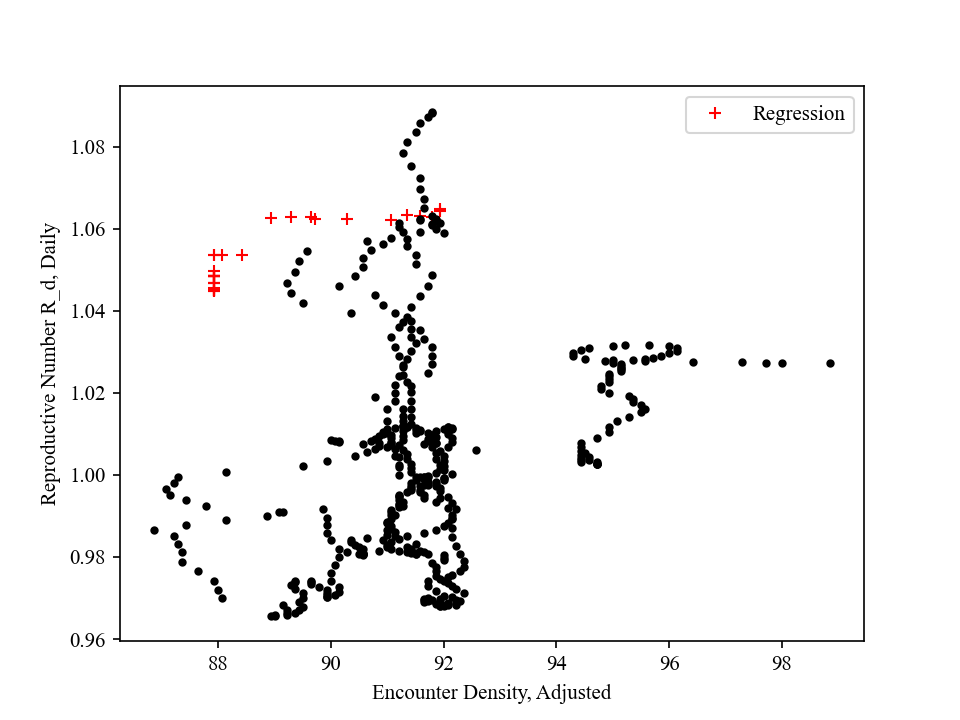 Regression
1.08
1.06
1.04
1.02
1.00
0.98
0.96
Reproductive Number R_d, Daily
88 90 92 94 96 98
Encounter Density, Adjusted